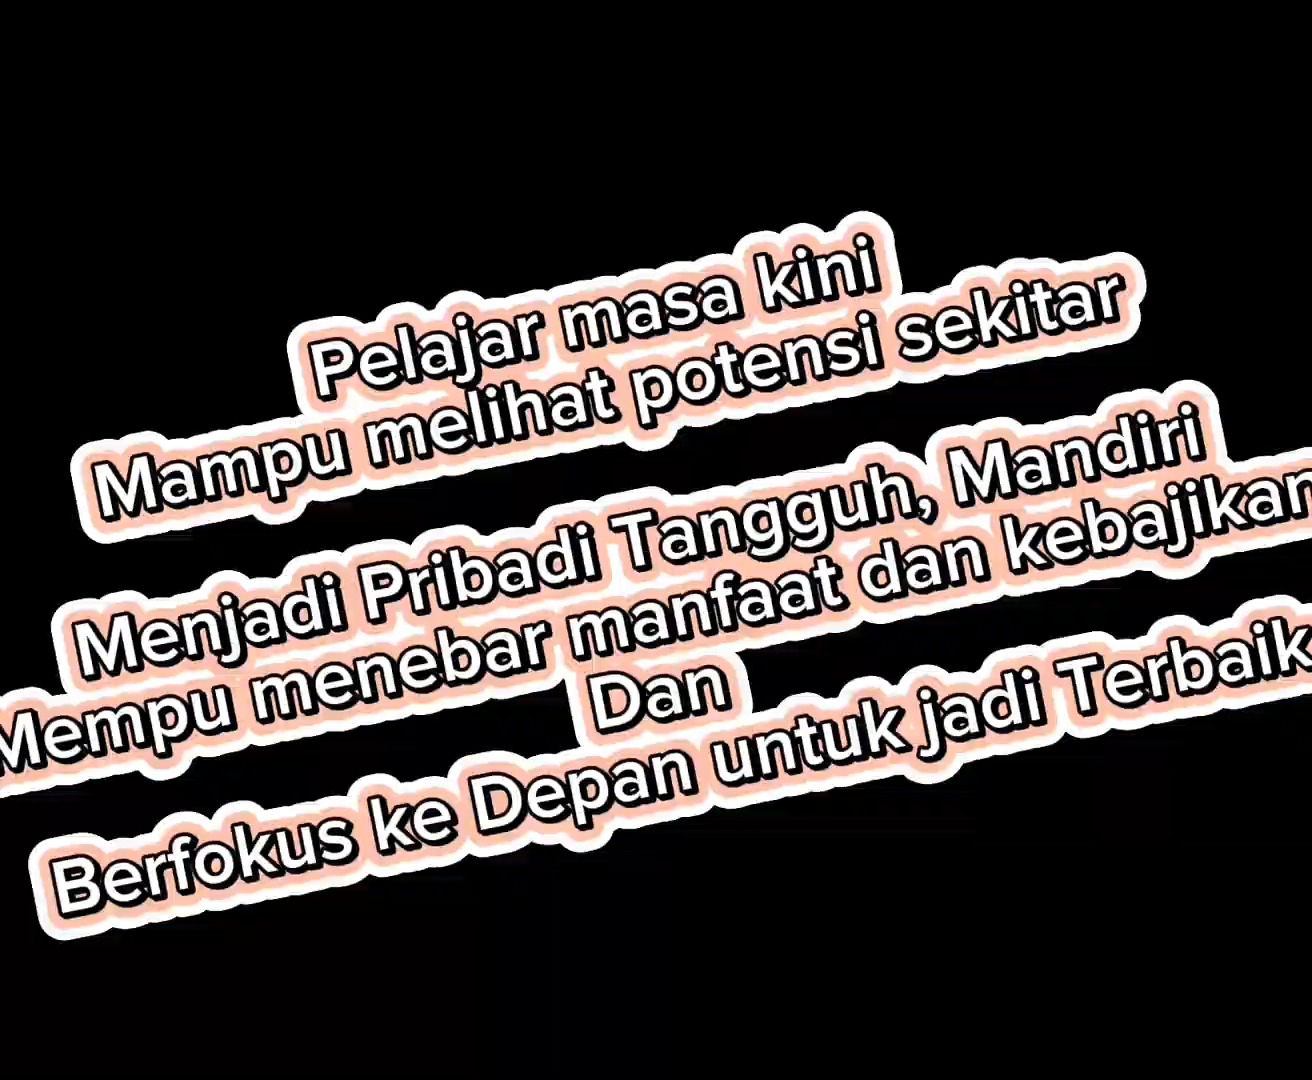 Pelajar masa kini
Mampu melihat potensi sekitar
Menjadi Pribadi Tangguh, Mandiri
Mempu menebar manfaat dan kebajikan
Dan
Berfokus ke Depan untuk jadi Terbaik